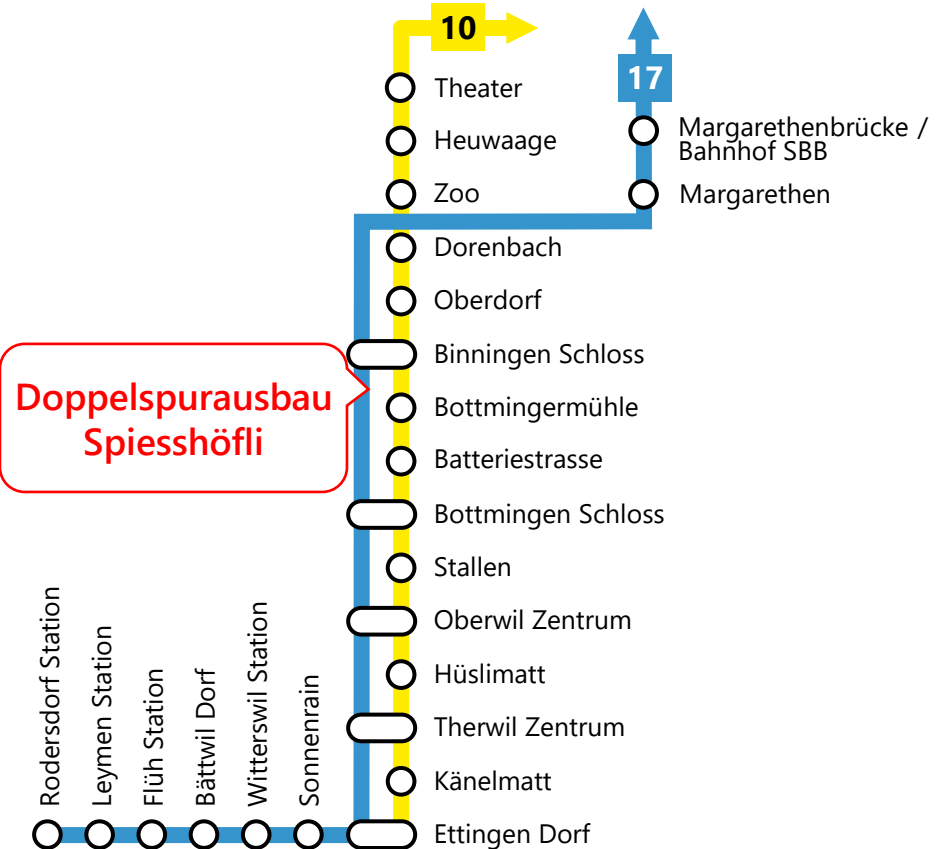 10
17
Theater
Heuwaage
Zoo
Margarethenbrücke /
Bahnhof SBB
Margarethen
Dorenbach
Oberdorf
Binningen Schloss
Doppelspurausbau
Spiesshöfli
Bottmingermühle
Batteriestrasse
Bottmingen Schloss
Stallen
Oberwil Zentrum
Hüslimatt
Therwil Zentrum
Känelmatt
Ettingen Dorf
Rodersdorf Station
Leymen Station
Flüh Station
Bättwil Dorf
Witterswil Station
Sonnenrain